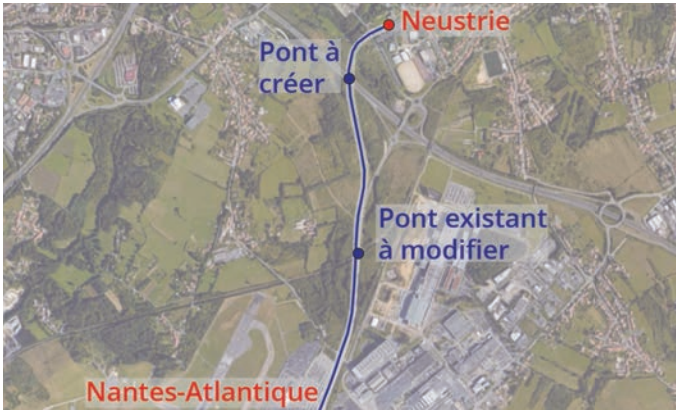 Neustrie
Pont à
créer
Pont existant
à modifier
Nantes-Atlantique